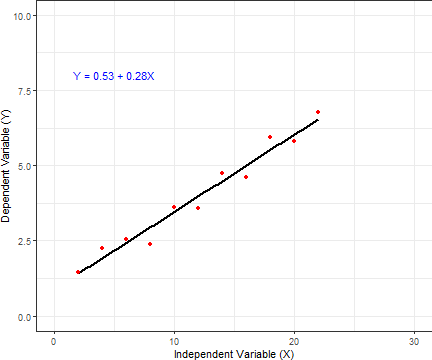 10.0
7.5
5.0
2.5
0.0
Dependent Variable (Y)
Y = 0.53 + 0.28X
0 10 20 30
Independent Variable (X)